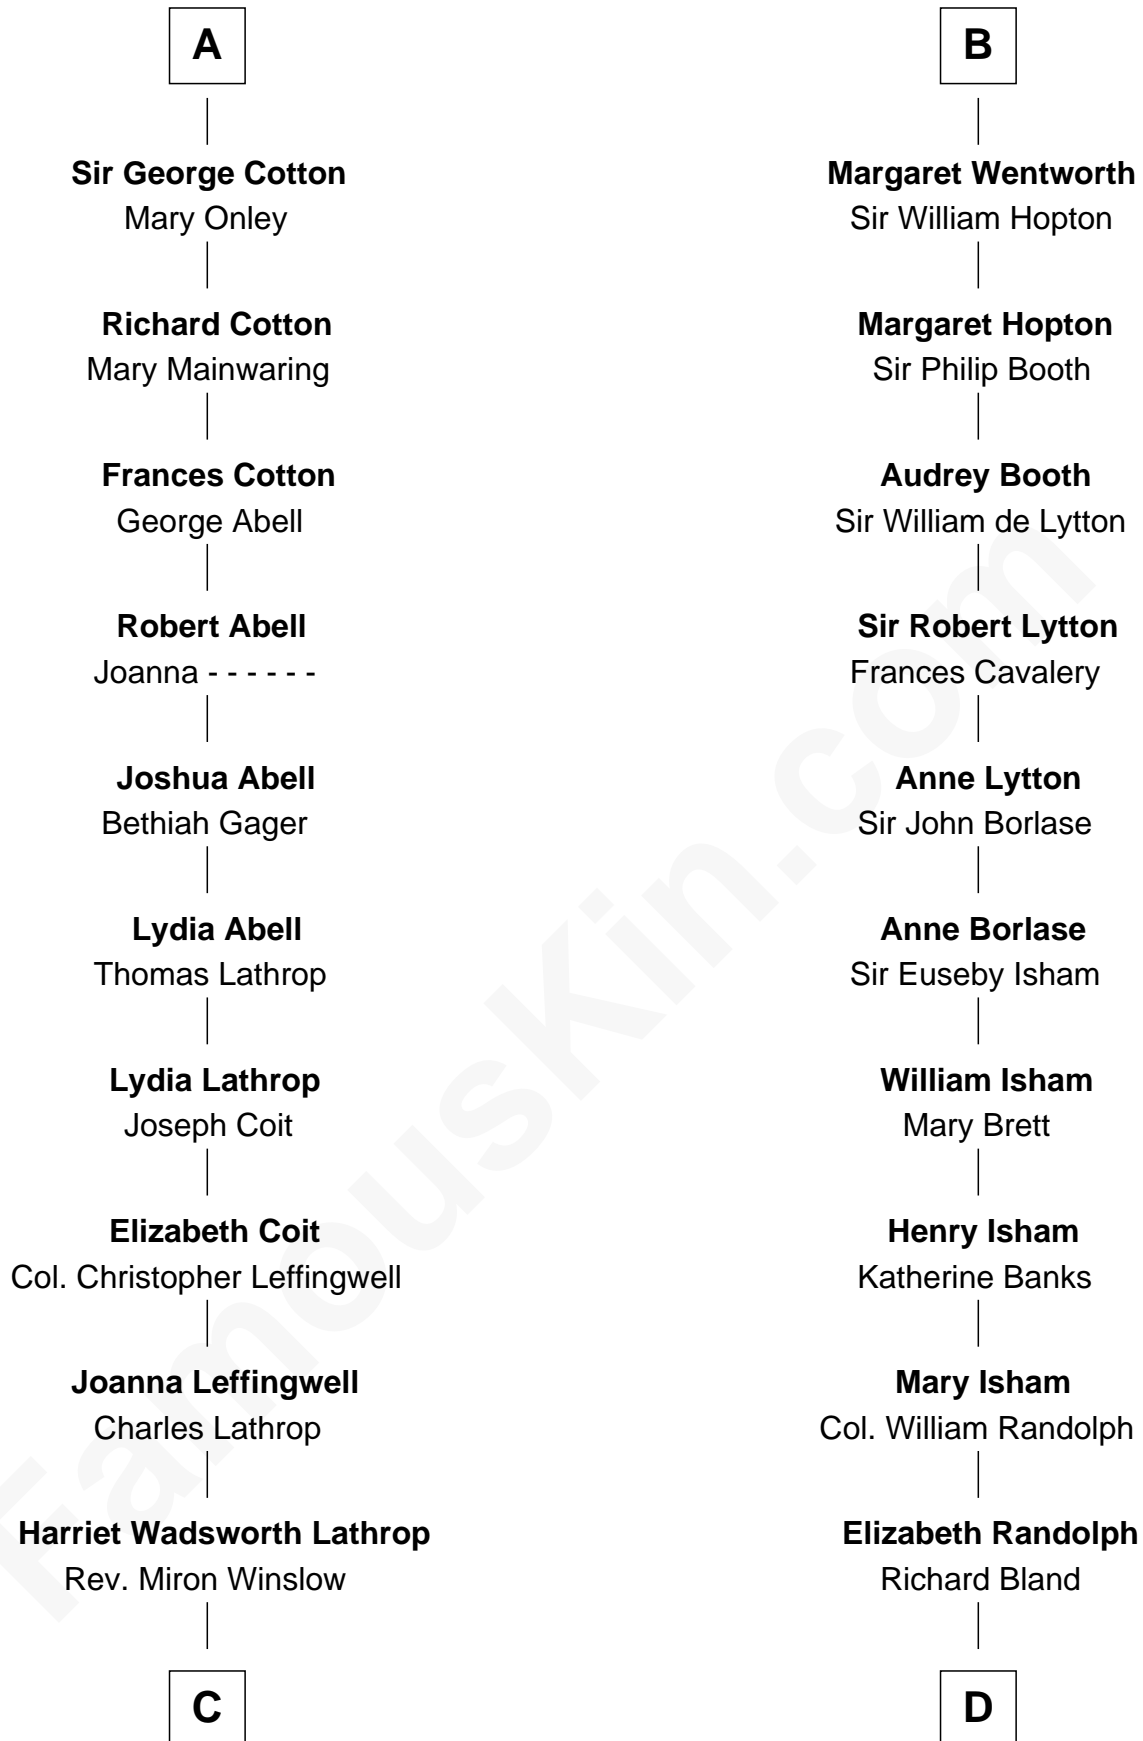 A
Sir George Cotton
Mary Onley
Richard Cotton
Mary Mainwaring
Frances Cotton
George Abell
Robert Abell
Joanna - - - - - -
Joshua Abell
Bethiah Gager
Lydia Abell
Thomas Lathrop
Lydia Lathrop
Joseph Coit
Elizabeth Coit
Col. Christopher Leffingwell
Joanna Leffingwell
Charles Lathrop
Harriet Wadsworth Lathrop
Rev. Miron Winslow
C
B
Margaret Wentworth
Sir William Hopton
Margaret Hopton
Sir Philip Booth
Audrey Booth
Sir William de Lytton
Sir Robert Lytton
Frances Cavalery
Anne Lytton
Sir John Borlase
Anne Borlase
Sir Euseby Isham
William Isham
Mary Brett
Henry Isham
Katherine Banks
Mary Isham
Col. William Randolph
Elizabeth Randolph
Richard Bland
D
FamousKin.com